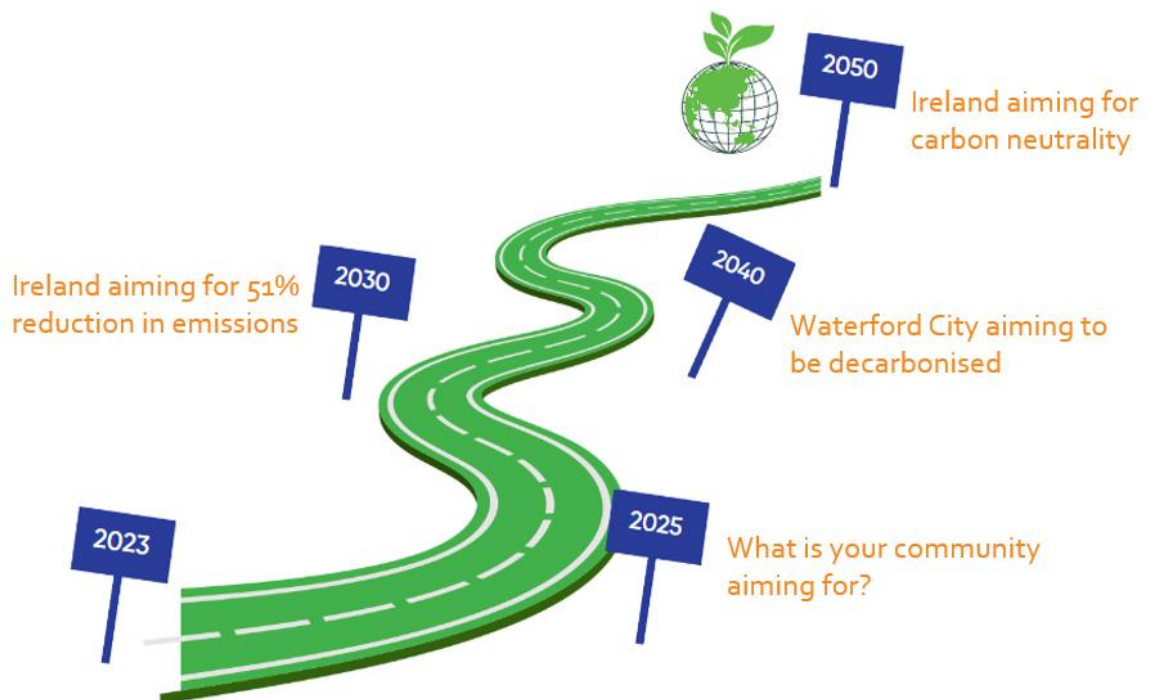 2050
Ireland aiming for
carbon neutrality
2040
Waterford City aiming to
be decarbonised
2030
Ireland aiming for 51%
reduction in emissions
2025
What is your community
aiming for?
2023